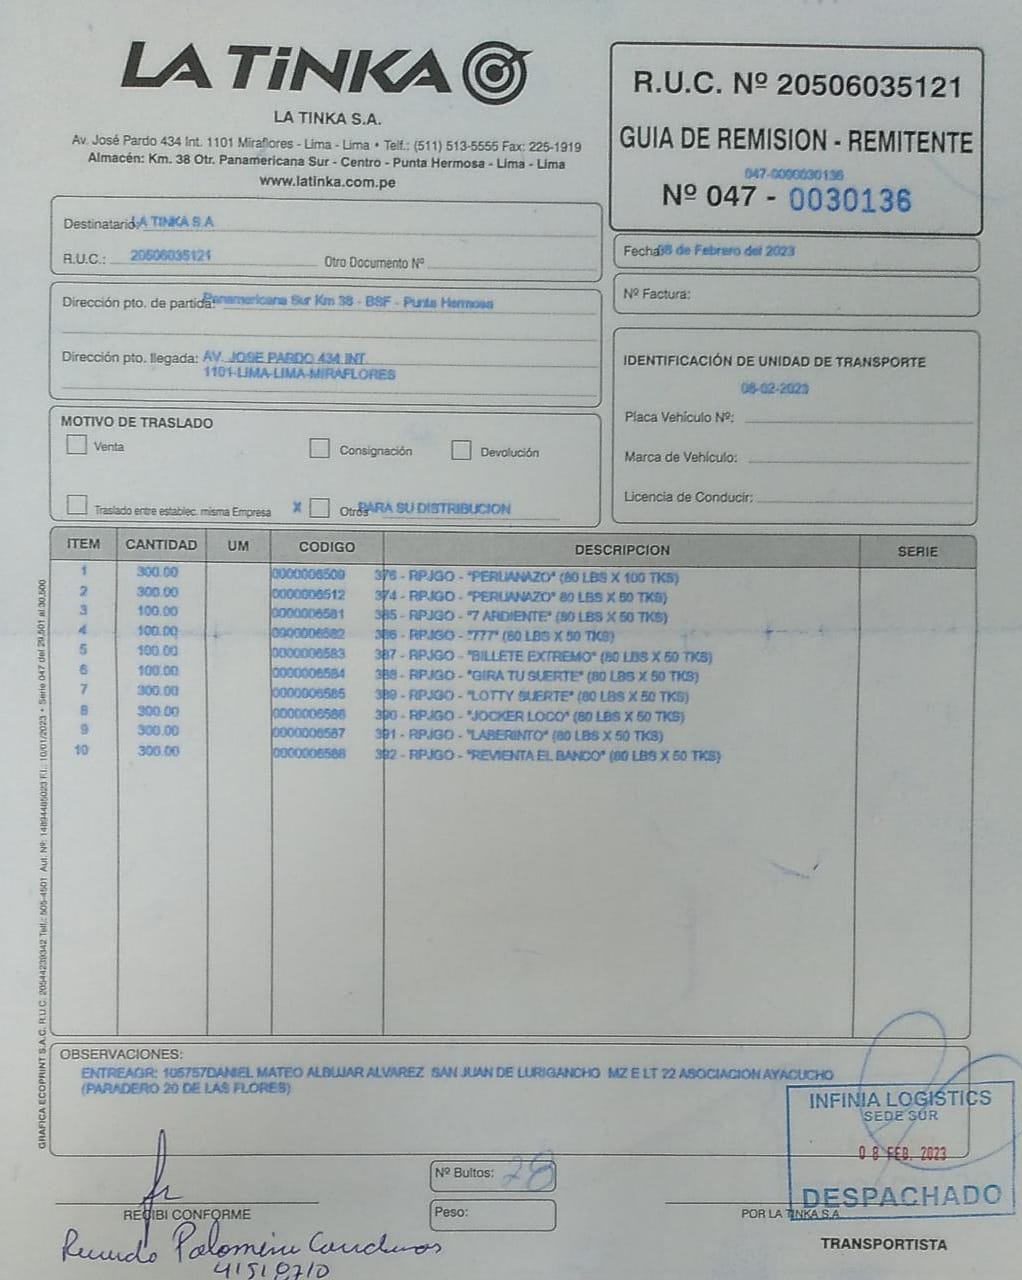 LA TiNKA
LA TINKA S.A.
Av. José Pardo 434 Int. 1101 Miraflores - Lima - Lima • Telf.: (511) 513-5555 Fax: 225-1919
Almacén: Km. 38 Otr. Panamericana Sur - Centro - Punta Hermosa - Lima - Lima
www.latinka.com.pe
R.U.C. Nº 20506035121
GUIA DE REMISION - REMITENTE
047-0000030136
Nº 047 - 0030136
Destinatario: LA TINKA S.A.
R.U.C.: 20506035121 Otro Documento Nº
Fecha: de Febrero del 2023
Nº Factura:
Dirección pto. de partida: Panamericana Sur Km 38 - BSF - Punta Hermosa
Dirección pto. llegada: AV. JOSE PARDO 434 INT.
1101-LIMA-LIMA-MIRAFLORES
IDENTIFICACIÓN DE UNIDAD DE TRANSPORTE
08-02-2023
Placa Vehículo Nº:
Marca de Vehículo:
Licencia de Conducir:
MOTIVO DE TRASLADO
Venta Consignación Devolución
Traslado entre establec. misma Empresa X Otros PARA SU DISTRIBUCION
ITEM CANTIDAD UM CODIGO DESCRIPCION SERIE
1 300.00 0000006509 376 - RPJGO - "PERUANAZO" (80 LBS X 100 TKS)
2 300.00 0000006512 374 - RPJGO - "PERUANAZO" 80 LBS X 50 TKS)
3 100.00 0000006581 385 - RPJGO - "7 ARDIENTE" (80 LBS X 50 TKS)
4 100.00 0000006582 386 - RPJGO - "777" (80 LBS X 50 TKS)
5 100.00 0000006583 387 - RPJGO - "BILLETE EXTREMO" (80 LBS X 50 TKS)
6 100.00 0000006584 388 - RPJGO - "GIRA TU SUERTE" (80 LBS X 50 TKS)
7 300.00 0000006585 389 - RPJGO - "LOTTY SUERTE" (80 LBS X 50 TKS)
8 300.00 0000006586 390 - RPJGO - "JOCKER LOCO" (80 LBS X 50 TKS)
9 300.00 0000006587 391 - RPJGO - "LABERINTO" (80 LBS X 50 TKS)
10 300.00 0000006588 392 - RPJGO - "REVIENTA EL BANCO" (80 LBS X 50 TKS)
GRAFICA ECOPRINT S.A.C. R.U.C. 20544239342 Telf.: 505-4501 Aut. Nº: 14894485023 F.I.: 10/01/2023 • Serie 047 del 29,501 al 30,500
OBSERVACIONES:
ENTREAGR: 105757DANIEL MATEO ALBUJAR ALVAREZ SAN JUAN DE LURIGANCHO MZ E LT 22 ASOCIACION AYACUCHO
(PARADERO 20 DE LAS FLORES)
INFINIA LOGISTICS
SEDE SUR
08 FEB. 2023
DESPACHADO
Nº Bultos: 28
Peso:
RECIBI CONFORME
POR LA TINKA S.A.
TRANSPORTISTA
Palomino